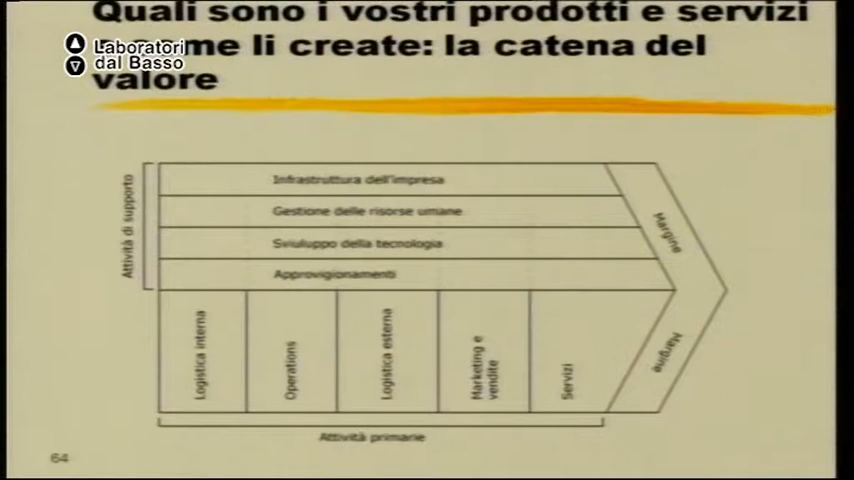 Quali sono i vostri prodotti e servizi
me li create: la catena del
valore
Laboratori
dal Basso
Attività di supporto
Infrastruttura dell'impresa
Gestione delle risorse umane
Sviuluppo della tecnologia
Approvigionamenti
Margine
Logistica interna
Operations
Logistica esterna
Marketing e
vendite
Servizi
Margine
Attività primarie
64